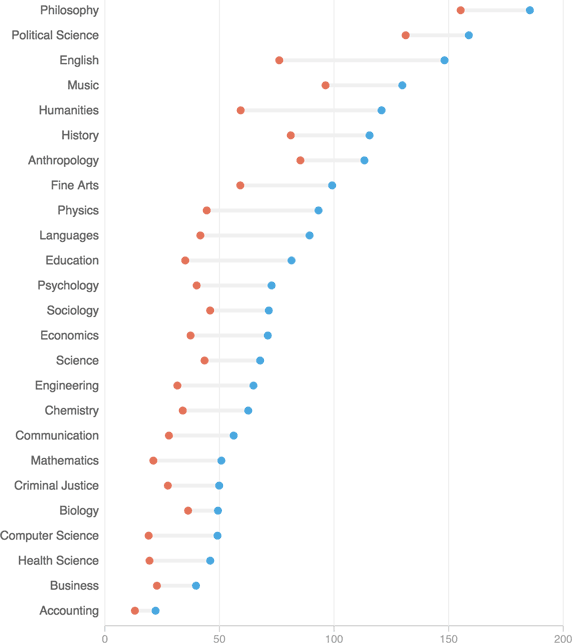 Philosophy
Political Science
English
Music
Humanities
History
Anthropology
Fine Arts
Physics
Languages
Education
Psychology
Sociology
Economics
Science
Engineering
Chemistry
Communication
Mathematics
Criminal Justice
Biology
Computer Science
Health Science
Business
Accounting
0 50 100 150 200